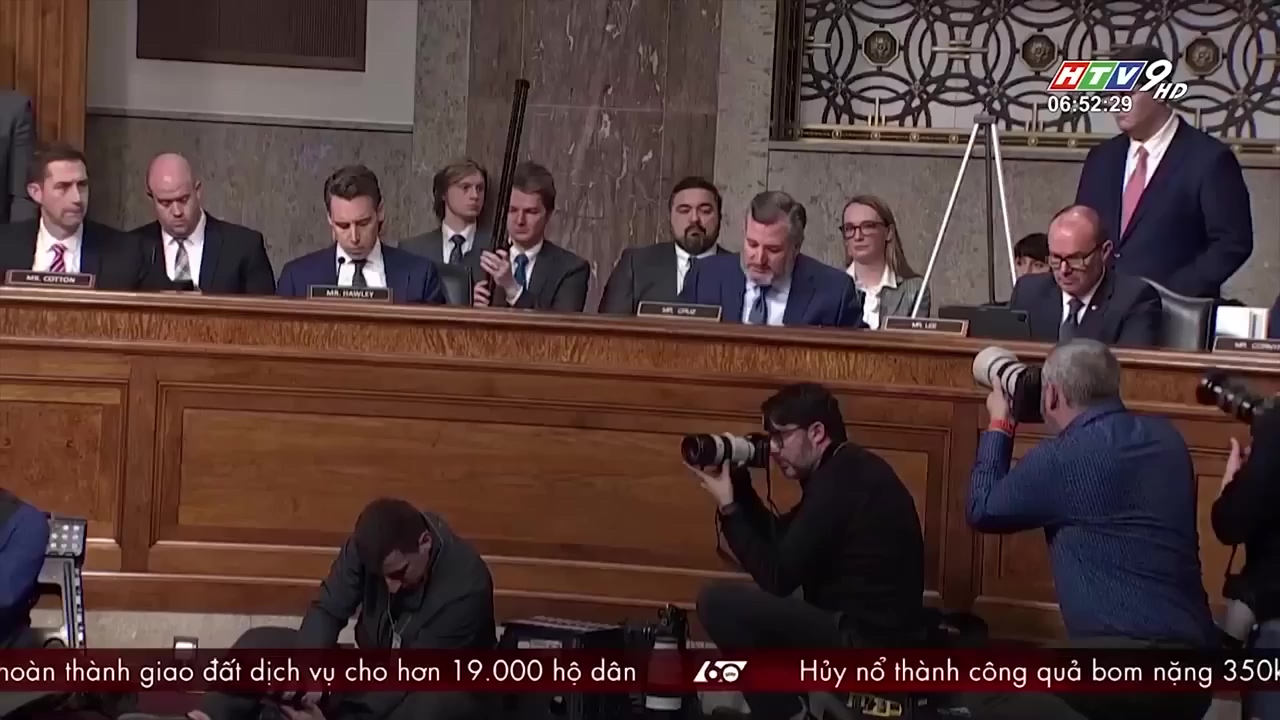 HTV9
HD
06:52:29
MR. COTTON
MR. HAWLEY
MR. CRUZ
MR. LEE
hoàn thành giao đất dịch vụ cho hơn 19.000 hộ dân
60
Hủy nổ thành công quả bom nặng 350k